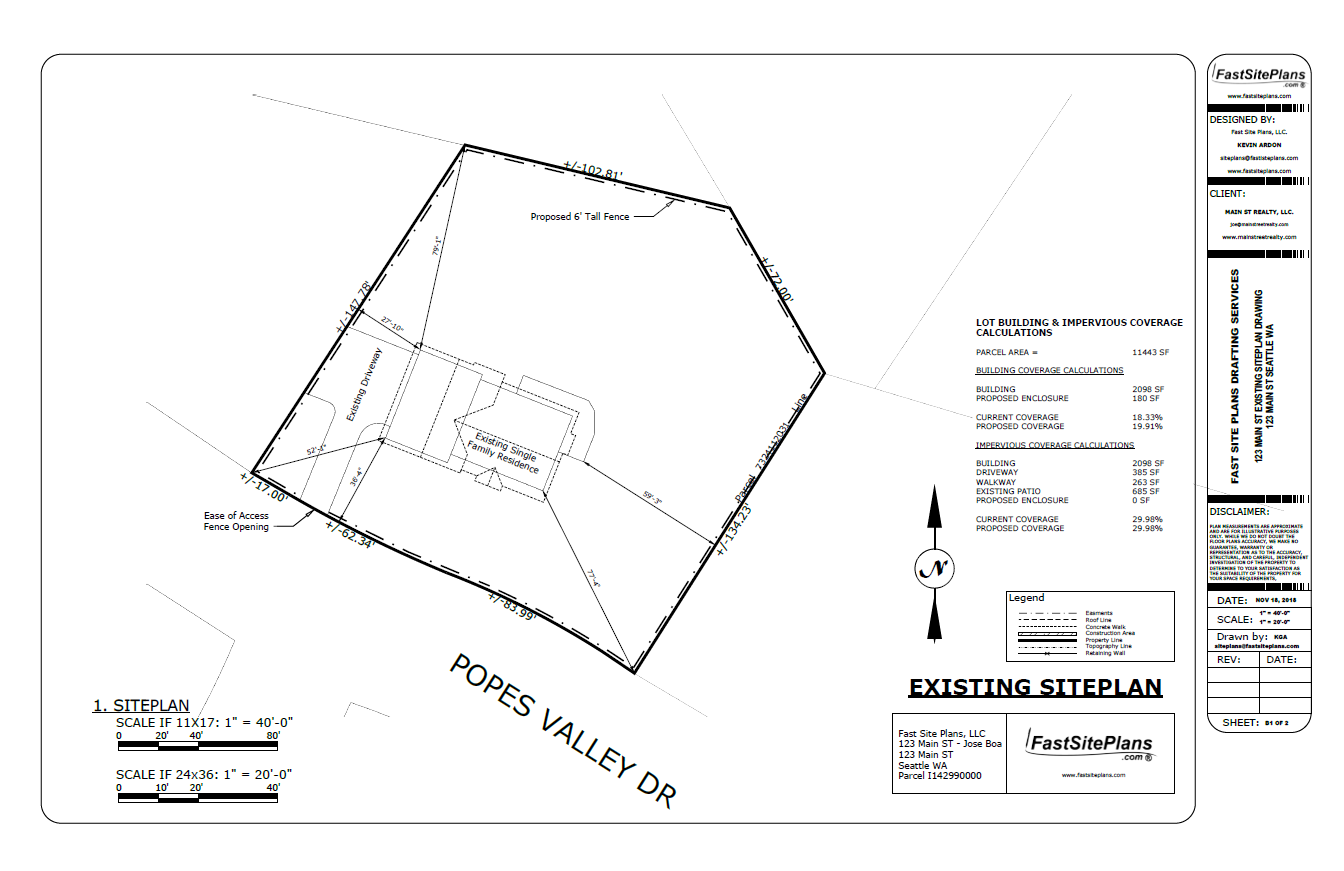 +/-102.81'
Proposed 6' Tall Fence
79'-1"
+/-72.00'
+/-147.78'
27'-10"
Existing Driveway
Existing Single
Family Residence
Parcel 2324112031 Line
52'-5"
36'-4"
59'-3"
+/-17.00'
Ease of Access
Fence Opening
+/-62.34'
+/-134.23'
77'-4"
+/-83.99'
POPES VALLEY DR
1. SITEPLAN
SCALE IF 11X17: 1" = 40'-0"
0 20' 40' 80'
SCALE IF 24x36: 1" = 20'-0"
0 10' 20' 40'
LOT BUILDING & IMPERVIOUS COVERAGE
CALCULATIONS
PARCEL AREA = 11443 SF
BUILDING COVERAGE CALCULATIONS
BUILDING 2098 SF
PROPOSED ENCLOSURE 180 SF
CURRENT COVERAGE 18.33%
PROPOSED COVERAGE 19.91%
IMPERVIOUS COVERAGE CALCULATIONS
BUILDING 2098 SF
DRIVEWAY 385 SF
WALKWAY 263 SF
EXISTING PATIO 685 SF
PROPOSED ENCLOSURE 0 SF
CURRENT COVERAGE 29.98%
PROPOSED COVERAGE 29.98%
N
Legend
Easments
Roof Line
Concrete Walk
Construction Area
Property Line
Topography Line
Retaining Wall
EXISTING SITEPLAN
Fast Site Plans, LLC
123 Main ST - Jose Boa
123 Main ST
Seattle WA
Parcel I142990000
FastSitePlans
.com ®
www.fastsiteplans.com
FastSitePlans
.com ®
www.fastsiteplans.com
DESIGNED BY:
Fast Site Plans, LLC.
KEVIN ARDON
siteplans@fastsiteplans.com
www.fastsiteplans.com
CLIENT:
MAIN ST REALTY, LLC.
joe@mainstreetrealty.com
www.mainstreetrealty.com
FAST SITE PLANS DRAFTING SERVICES
123 MAIN ST EXISTING SITEPLAN DRAWING
123 MAIN ST SEATTLE WA
DISCLAIMER:
PLAN MEASUREMENTS ARE APPROXIMATE
AND ARE FOR ILLUSTRATIVE PURPOSES
ONLY. WHILE WE DO NOT DOUBT THE
FLOOR PLANS ACCURACY, WE MAKE NO
GUARANTEE, WARRANTY OR
REPRESENTATION AS TO THE ACCURACY,
STRUCTURAL, AND CAREFUL, INDEPENDENT
INVESTIGATION OF THE PROPERTY TO
DETERMINE TO YOUR SATISFACTION AS
THE SUITABILITY OF THE PROPERTY FOR
YOUR SPACE REQUIREMENTS,
DATE: NOV 18, 2018
SCALE: 1" = 40'-0"
1" = 20'-0"
Drawn by: KGA
siteplans@fastsiteplans.com
REV: DATE:
SHEET: B1 OF 2